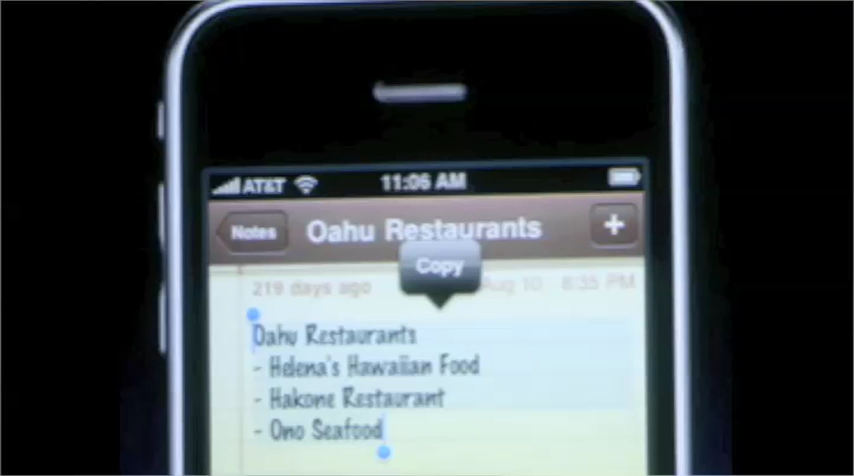 AT&T 11:06 AM
Notes Oahu Restaurants +
Copy
219 days ago Aug 10 8:35 PM
Oahu Restaurants
- Helena's Hawaiian Food
- Hakone Restaurant
- Ono Seafood